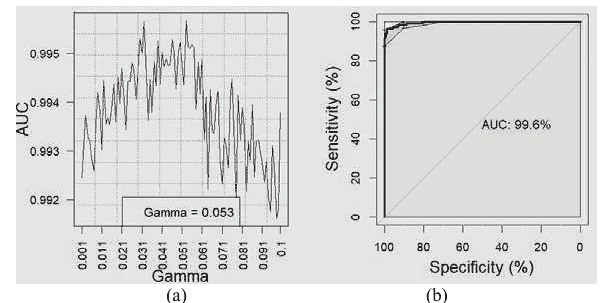 AUC
0.995
0.994
0.993
0.992
Gamma = 0.053
0.001
0.011
0.021
0.031
0.041
0.051
0.061
0.071
0.081
0.091
0.1
Gamma
(a)
Sensitivity (%)
100
80
60
40
20
0
AUC: 99.6%
100 80 60 40 20 0
Specificity (%)
(b)